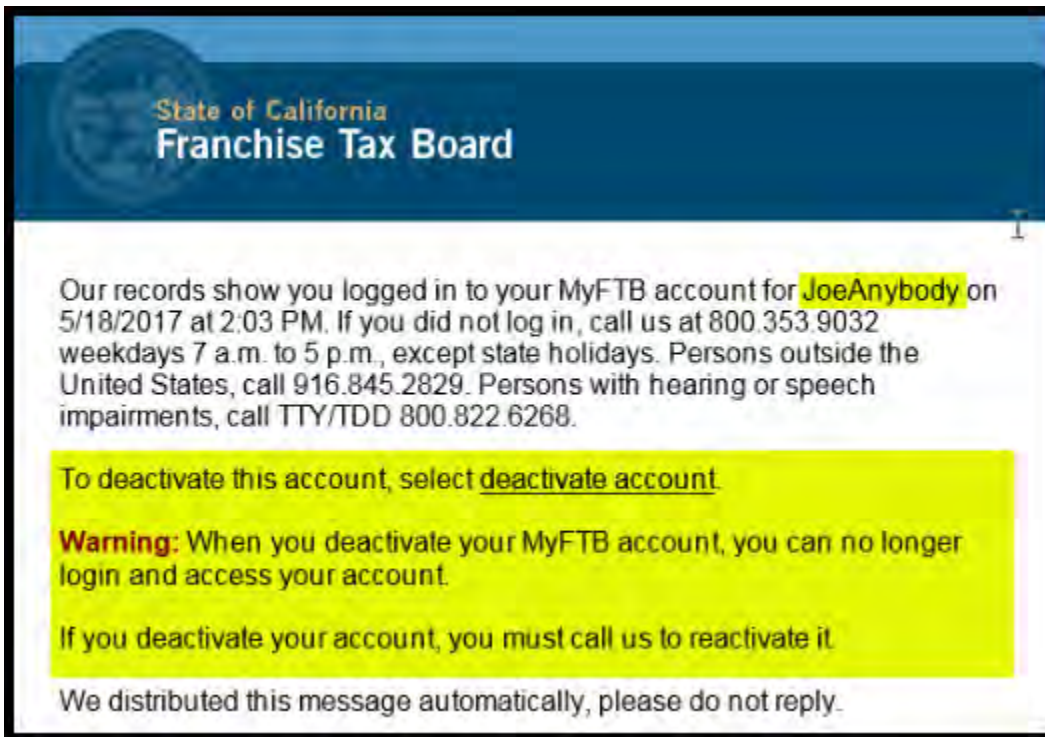 State of California
Franchise Tax Board
Our records show you logged in to your MyFTB account for JoeAnybody on
5/18/2017 at 2:03 PM. If you did not log in, call us at 800.353.9032
weekdays 7 a.m. to 5 p.m., except state holidays. Persons outside the
United States, call 916.845.2829. Persons with hearing or speech
impairments, call TTY/TDD 800.822.6268.
To deactivate this account, select deactivate account.
Warning: When you deactivate your MyFTB account, you can no longer
login and access your account.
If you deactivate your account, you must call us to reactivate it.
We distributed this message automatically, please do not reply.